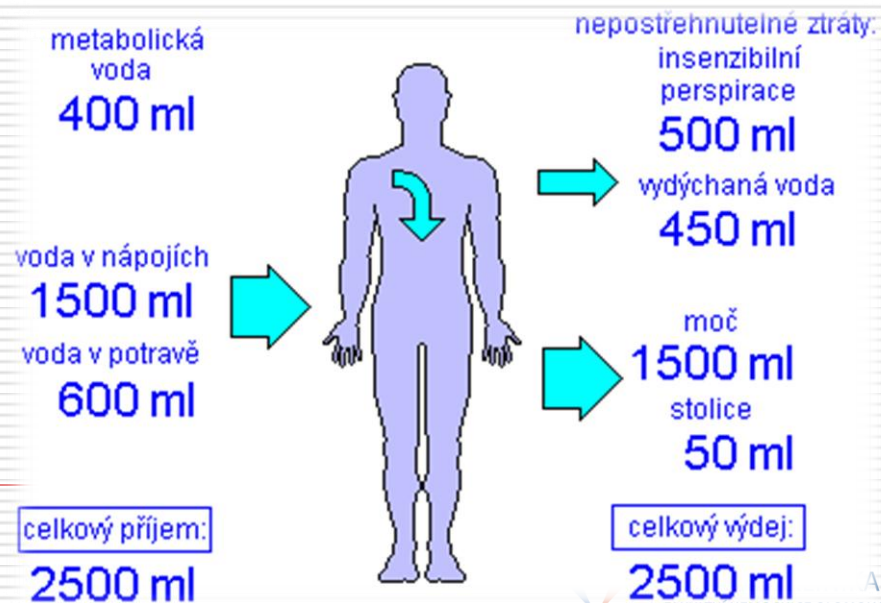 metabolická
voda
400 ml
voda v nápojích
1500 ml
voda v potravě
600 ml
celkový příjem:
2500 ml
nepostřehnutelné ztráty:
insenzibilní
perspirace
500 ml
vydýchaná voda
450 ml
moč
1500 ml
stolice
50 ml
celkový výdej:
2500 ml